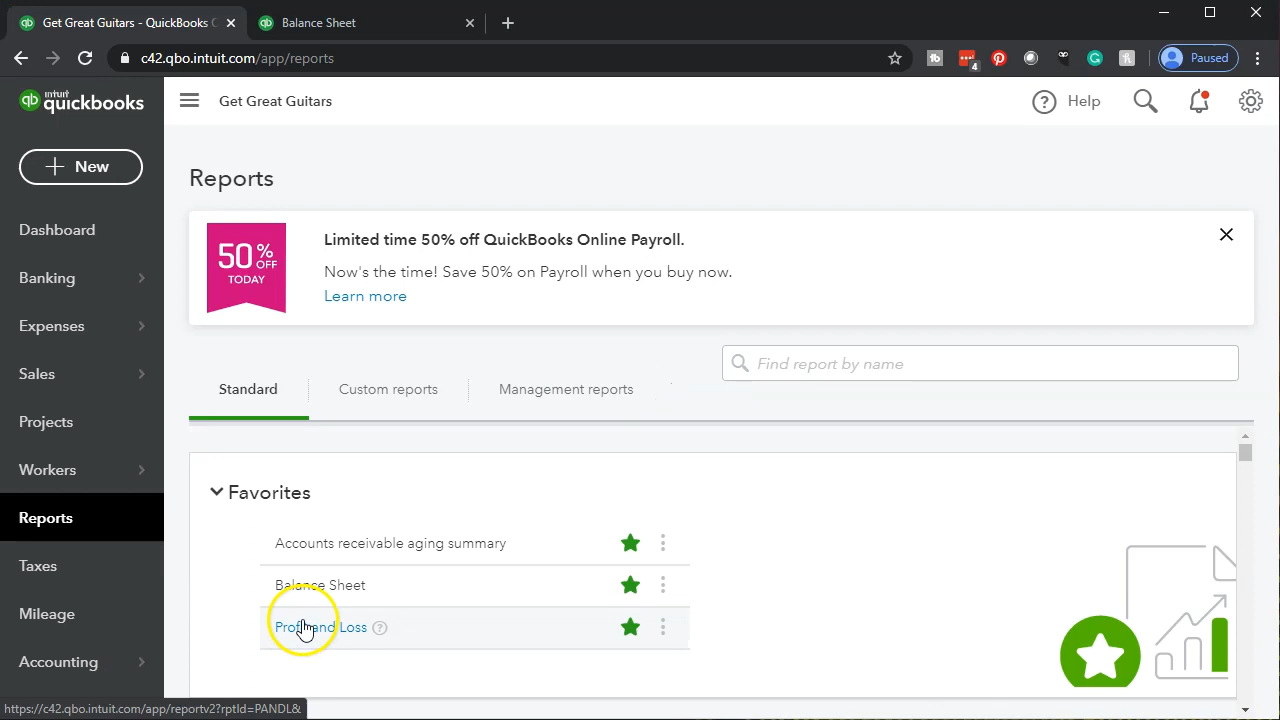 Get Great Guitars - QuickBooks
Balance Sheet
c42.qbo.intuit.com/app/reports
4
Paused
qb intuit quickbooks
Get Great Guitars
Help
New
Reports
Dashboard
50% OFF TODAY
Limited time 50% off QuickBooks Online Payroll.
Now's the time! Save 50% on Payroll when you buy now.
Learn more
Banking
Expenses
Sales
Find report by name
Standard
Custom reports
Management reports
Projects
Workers
Favorites
Reports
Accounts receivable aging summary
Taxes
Balance Sheet
Mileage
Profit and Loss
Accounting
https://c42.qbo.intuit.com/app/reportv2?rptId=PANDL&